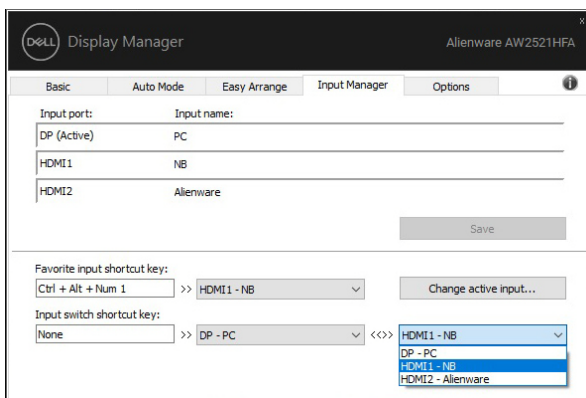 DELL Display Manager Alienware AW2521HFA
x
Basic Auto Mode Easy Arrange Input Manager Options i
Input port: Input name:
DP (Active) PC
HDMI1 NB
HDMI2 Alienware
Save
Favorite input shortcut key:
Ctrl + Alt + Num 1 >> HDMI1 - NB Change active input...
Input switch shortcut key:
None >> DP - PC <<>> HDMI1 - NB
DP - PC
HDMI1 - NB
HDMI2 - Alienware